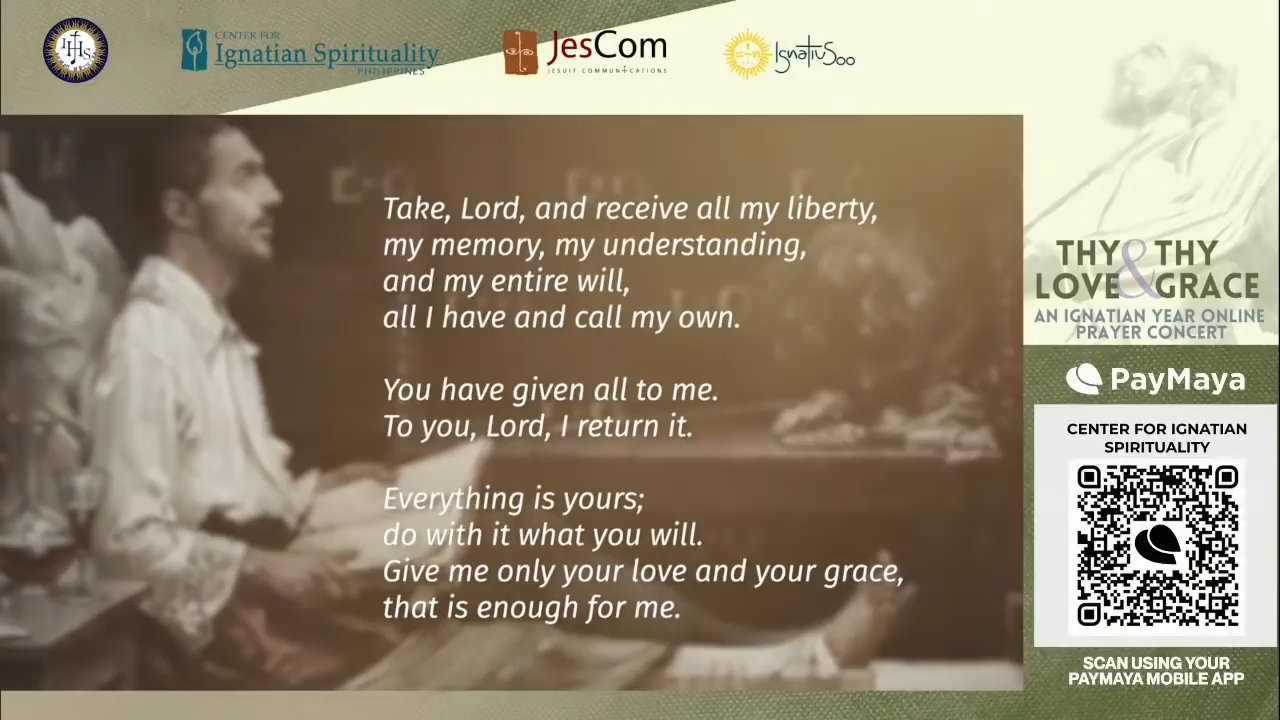 IHS
CENTER FOR
Ignatian Spirituality
PHILIPPINES
JesCom
JESUIT COMMUNICATIONS
Ignatius500
Take, Lord, and receive all my liberty,
my memory, my understanding,
and my entire will,
all I have and call my own.
You have given all to me.
To you, Lord, I return it.
Everything is yours;
do with it what you will.
Give me only your love and your grace,
that is enough for me.
THY & THY
LOVE GRACE
AN IGNATIAN YEAR ONLINE
PRAYER CONCERT
PayMaya
CENTER FOR IGNATIAN
SPIRITUALITY
SCAN USING YOUR
PAYMAYA MOBILE APP